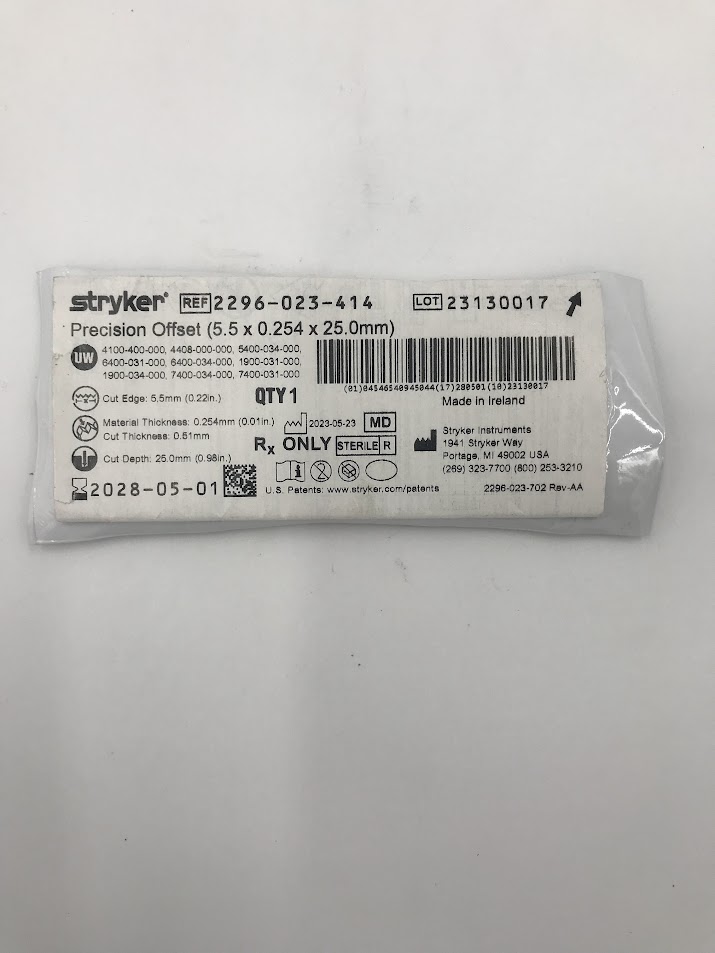 stryker® REF 2296-023-414 LOT 23130017
Precision Offset (5.5 x 0.254 x 25.0mm)
UW 4100-400-000, 4408-000-000, 5400-034-000,
6400-031-000, 6400-034-000, 1900-031-000,
1900-034-000, 7400-034-000, 7400-031-000
(01)04546540945044(17)280501(10)23130017
Cut Edge: 5.5mm (0.22in.) QTY 1 Made in Ireland
Material Thickness: 0.254mm (0.01in.) 2023-05-23 MD
Cut Thickness: 0.51mm
Rx ONLY STERILE R
Stryker Instruments
1941 Stryker Way
Portage, MI 49002 USA
(269) 323-7700 (800) 253-3210
Cut Depth: 25.0mm (0.98in.)
2028-05-01
U.S. Patents: www.stryker.com/patents 2296-023-702 Rev-AA